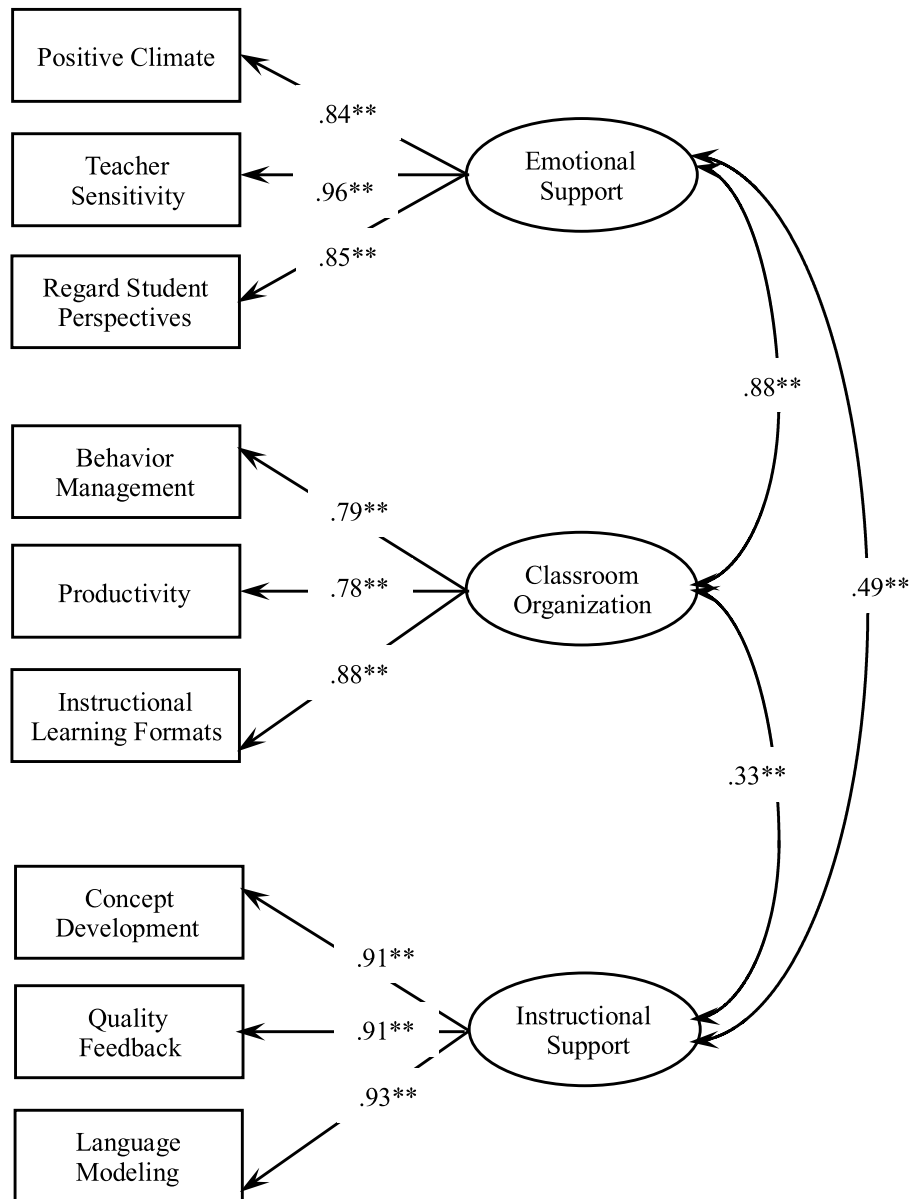 Positive Climate
.84**
Teacher
Sensitivity
.96**
Emotional
Support
Regard Student
Perspectives
.85**
.88**
Behavior
Management
.79**
Productivity
.78**
Classroom
Organization
.49**
Instructional
Learning Formats
.88**
.33**
Concept
Development
.91**
Quality
Feedback
.91**
Instructional
Support
Language
Modeling
.93**